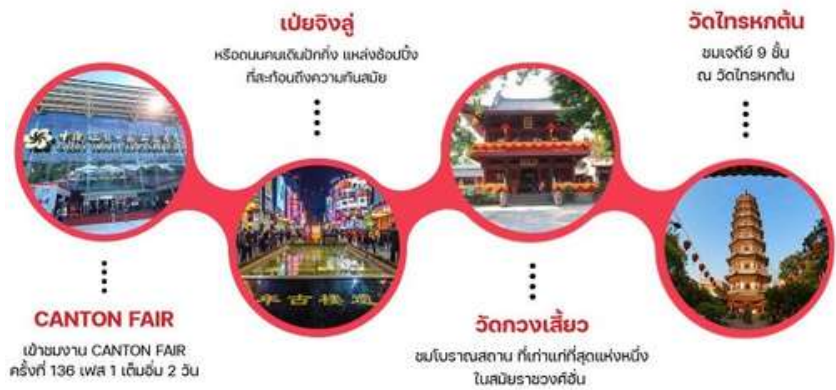 เป่ยจิงลู่
หรือถนนคนเดินปักกิ่ง แหล่งช้อปปิ้ง
ที่สะท้อนถึงความทันสมัย
วัดไทรหกต้น
ชมเจดีย์ 9 ชั้น
ณ วัดไทรหกต้น
CANTON FAIR
เข้าชมงาน CANTON FAIR
ครั้งที่ 136 เฟส 1 เต็มอิ่ม 2 วัน
วัดกวงเสี้ยว
ชมโบราณสถาน ที่เก่าแก่ที่สุดแห่งหนึ่ง
ในสมัยราชวงศ์ฮั่น
年古楼道